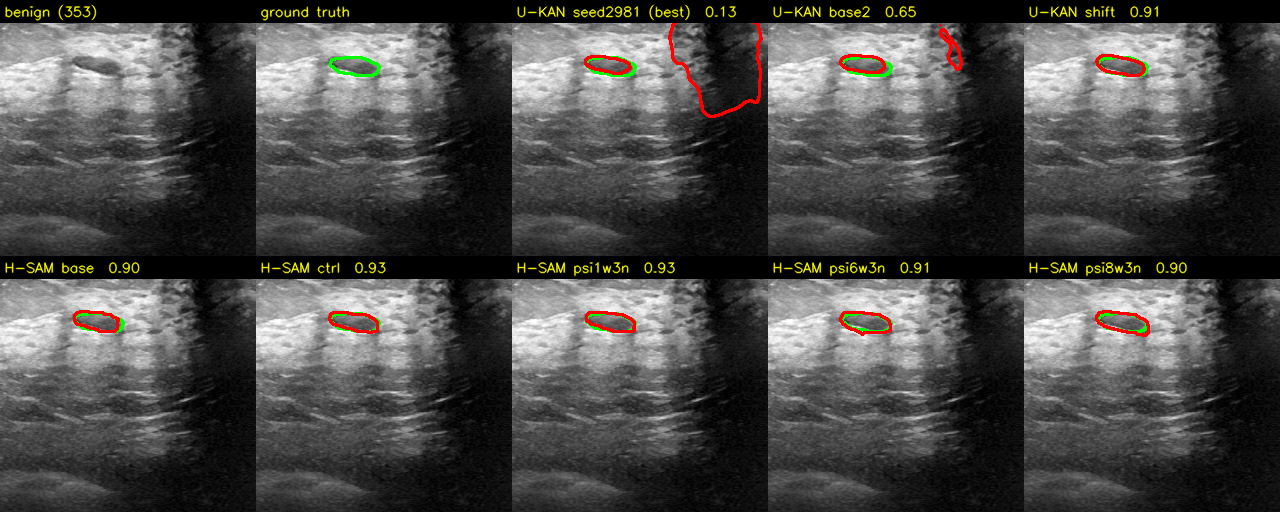 benign (353)
ground truth
U-KAN seed2981 (best) 0.13
U-KAN base2 0.65
U-KAN shift 0.91
H-SAM base 0.90
H-SAM ctrl 0.93
H-SAM psi1w3n 0.93
H-SAM psi6w3n 0.91
H-SAM psi8w3n 0.90